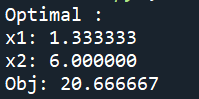 Optimal :
x1: 1.333333
x2: 6.000000
Obj: 20.666667